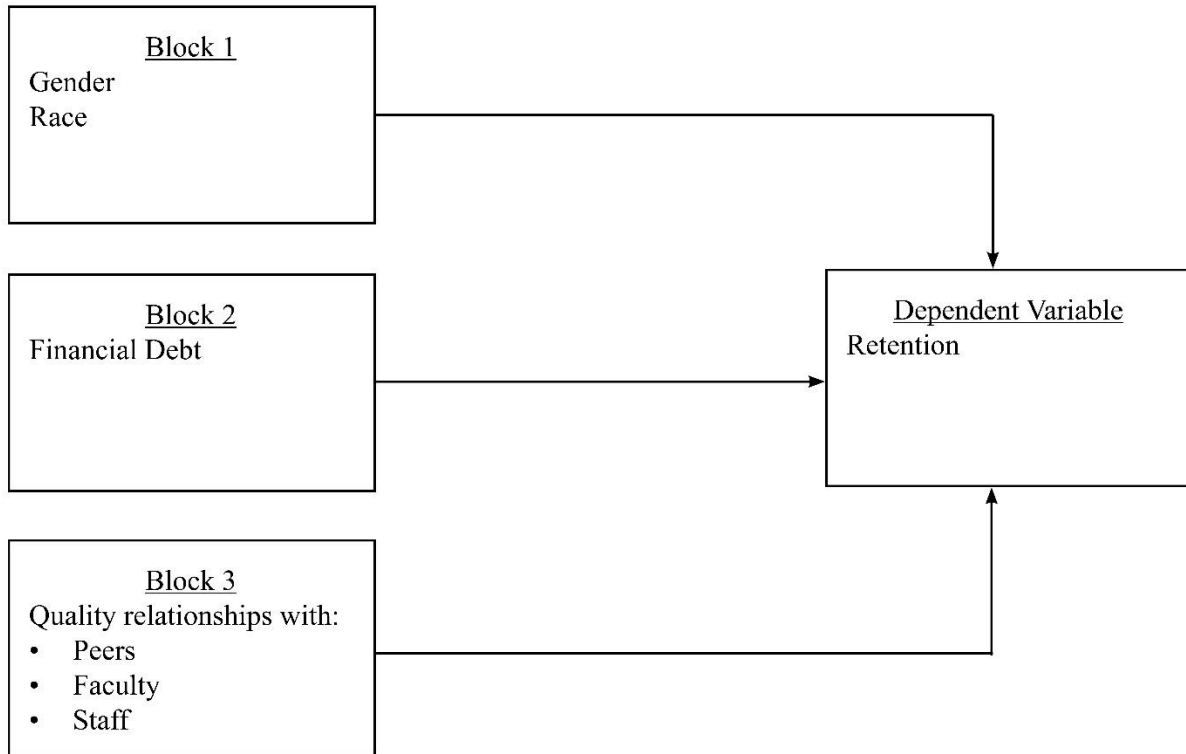 Block 1
Gender
Race
Block 2
Financial Debt
Block 3
Quality relationships with:
• Peers
• Faculty
• Staff
Dependent Variable
Retention